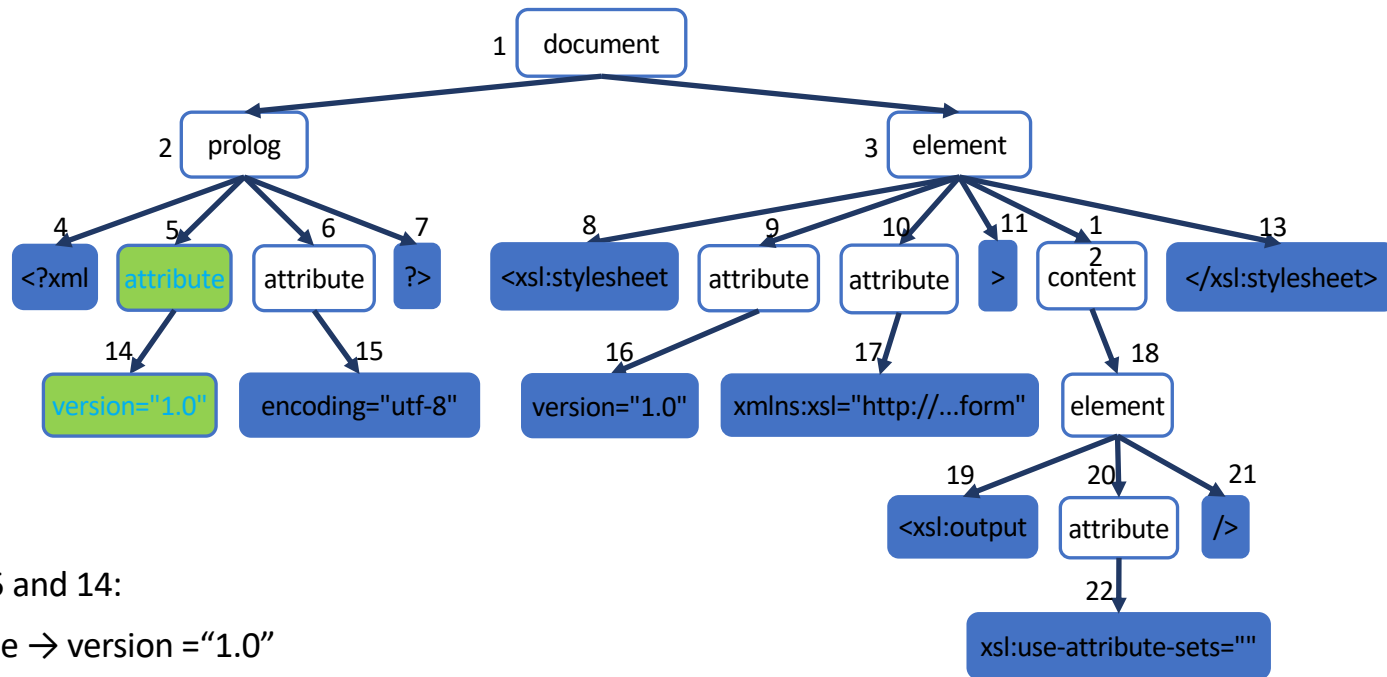 1 document
2 prolog 3 element
4 5 6 7 8 9 10 11 1 13
2
<?xml attribute attribute ?> <xsl:stylesheet attribute attribute > content </xsl:stylesheet>
14 15 16 17 18
version="1.0" encoding="utf-8" version="1.0" xmlns:xsl="http://...form" element
19 20 21
<xsl:output attribute />
5 and 14:
22
e → version =“1.0”
xsl:use-attribute-sets=""